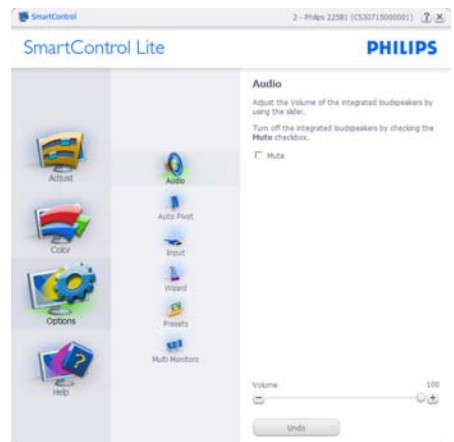 SmartControl
2 - Philips 225B1 (CS30715000001)
SmartControl Lite
PHILIPS
Adjust
Color
Options
Help
Audio
Auto Pivot
Input
Wizard
Presets
Multi Monitors
Audio
Adjust the Volume of the integrated loudspeakers by
using the slider.
Turn off the integrated loudspeakers by checking the
Mute checkbox.
Mute
Volume 100
Undo